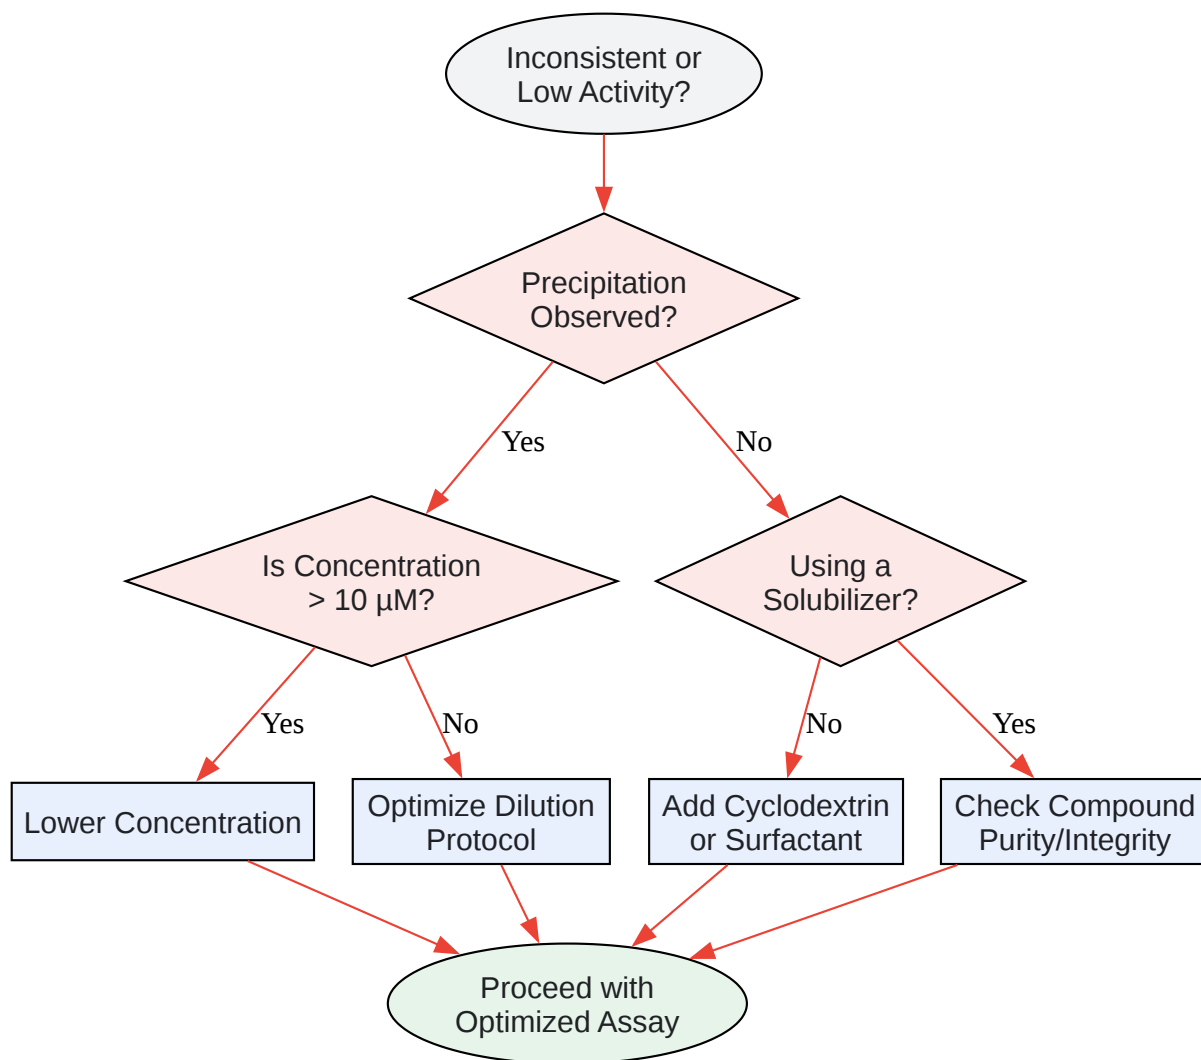 Inconsistent or
Low Activity?
Precipitation
Observed?
Yes
No
Is Concentration
> 10 µM?
Using a
Solubilizer?
Yes
No
No
Yes
Lower Concentration
Optimize Dilution
Protocol
Add Cyclodextrin
or Surfactant
Check Compound
Purity/Integrity
Proceed with
Optimized Assay